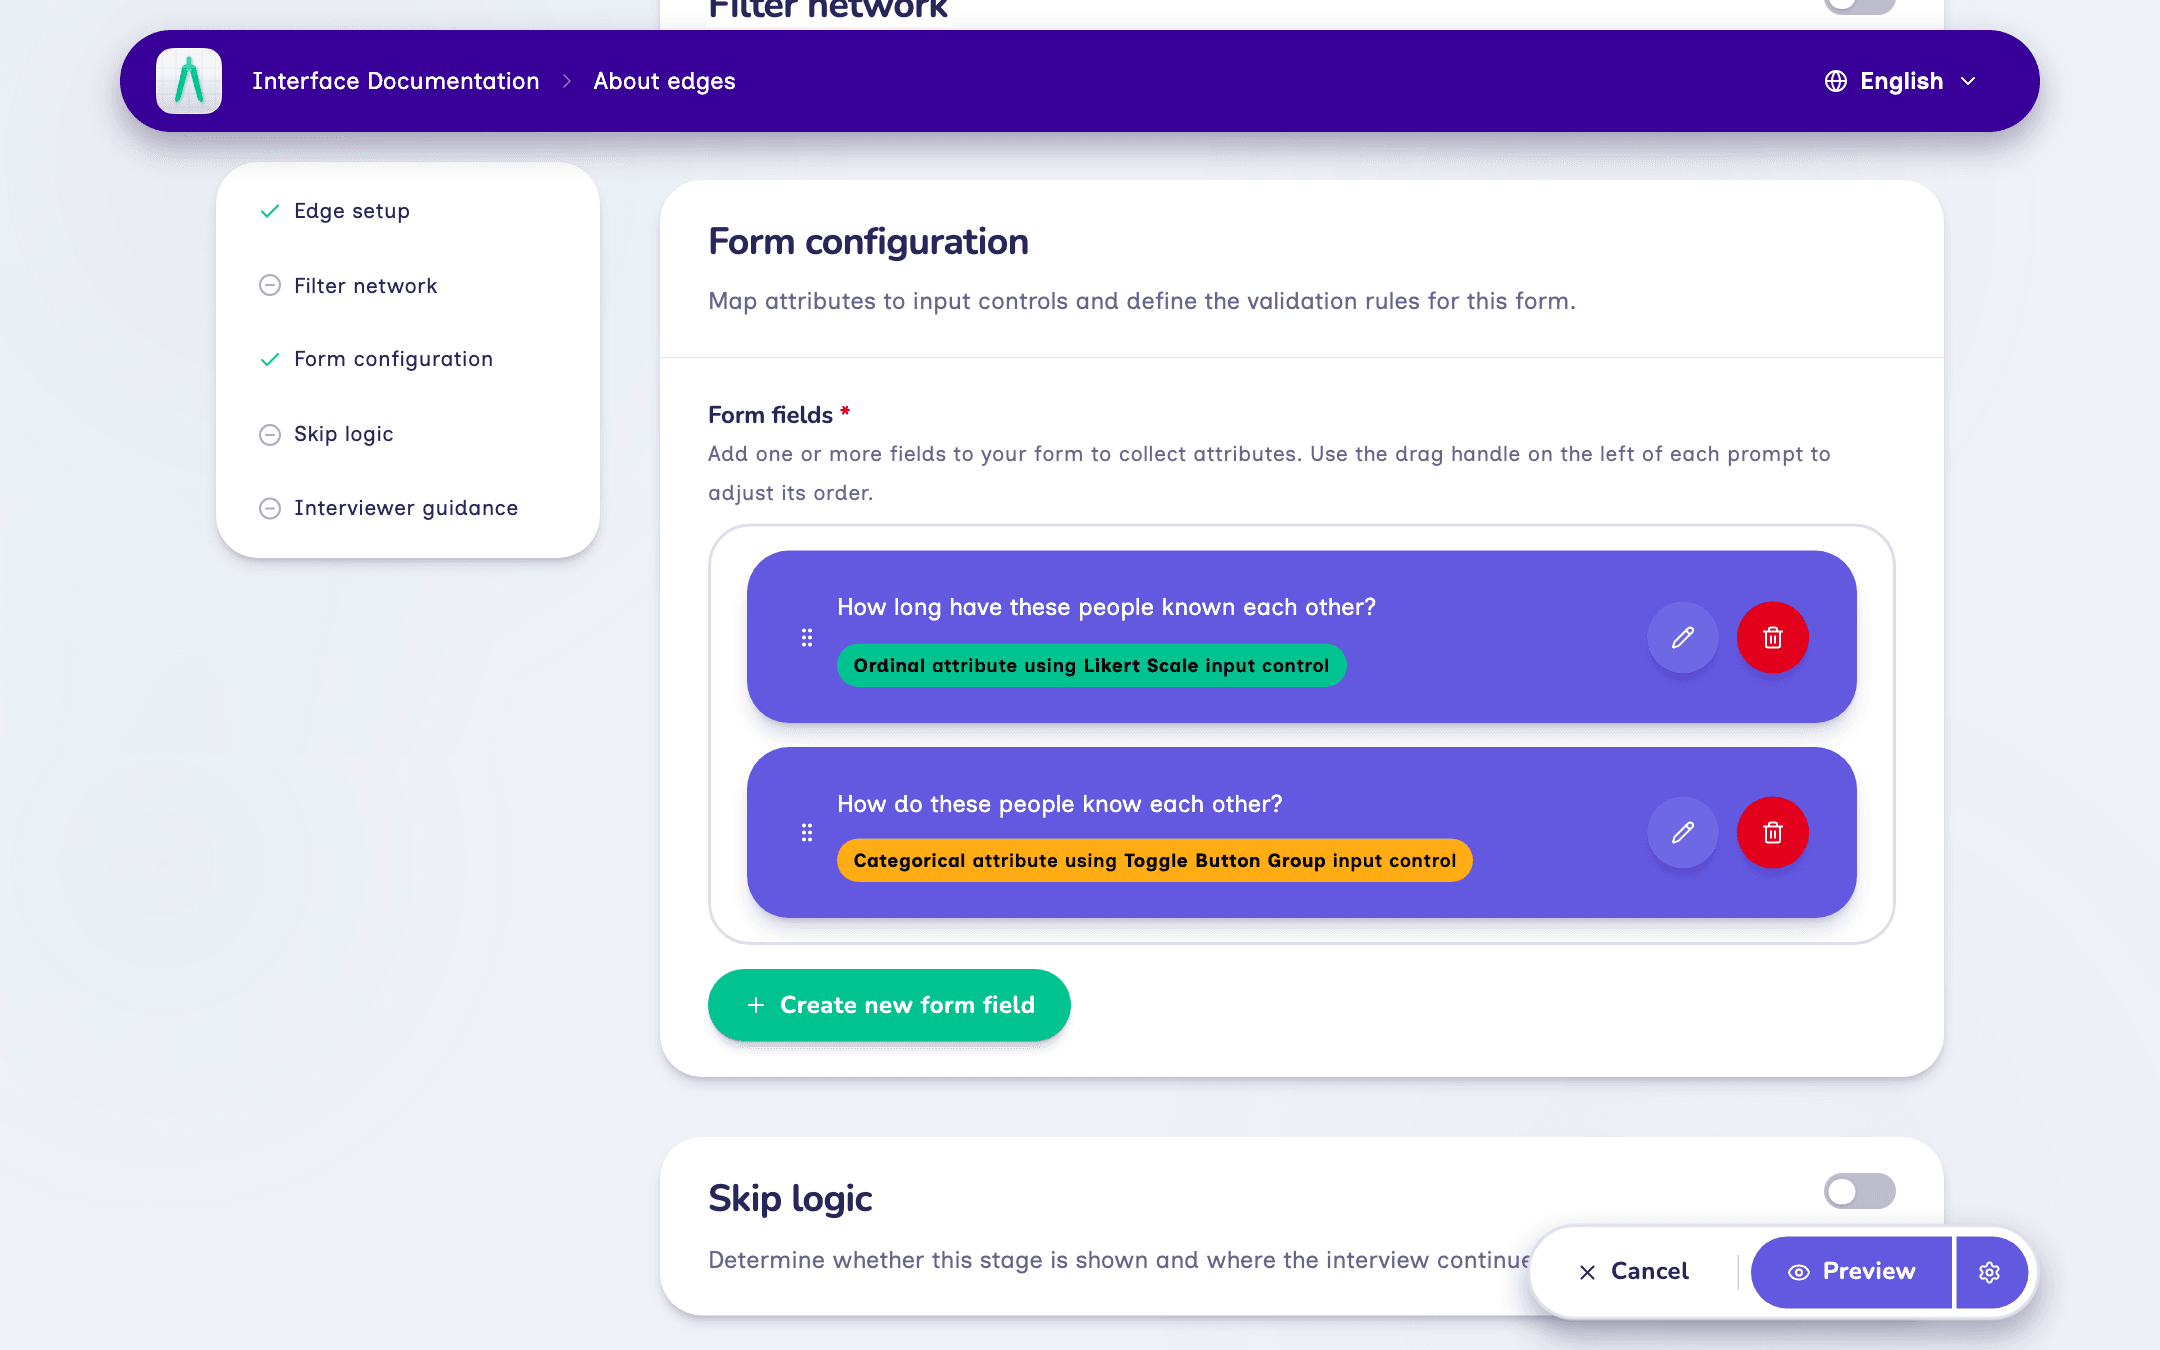 Filter network
Interface Documentation
About edges
English
Edge setup
Filter network
Form configuration
Skip logic
Interviewer guidance
Form configuration
Map attributes to input controls and define the validation rules for this form.
Form fields *
Add one or more fields to your form to collect attributes. Use the drag handle on the left of each prompt to
adjust its order.
How long have these people known each other?
Ordinal attribute using Likert Scale input control
How do these people know each other?
Categorical attribute using Toggle Button Group input control
Create new form field
Skip logic
Determine whether this stage is shown and where the interview continue
Cancel
Preview